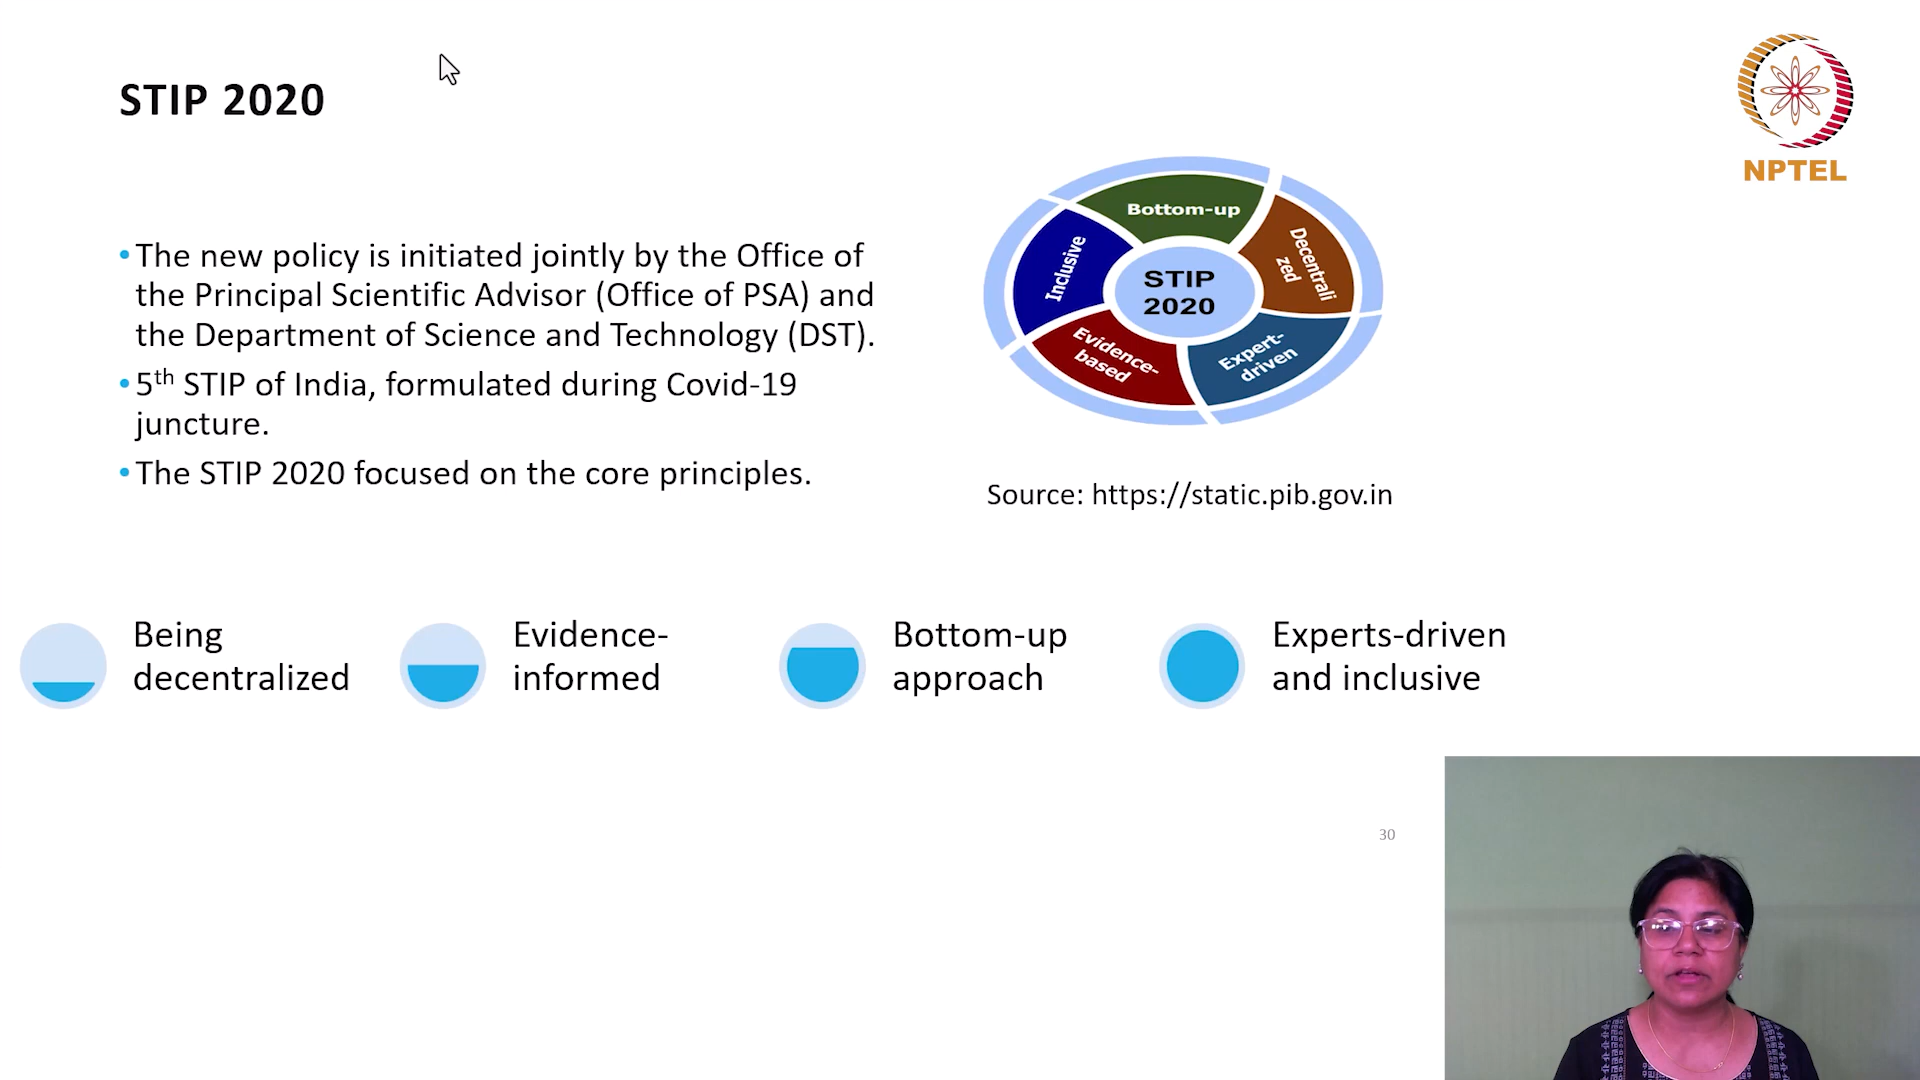 STIP 2020
NPTEL
•The new policy is initiated jointly by the Office of
the Principal Scientific Advisor (Office of PSA) and
the Department of Science and Technology (DST).
•5th STIP of India, formulated during Covid-19
juncture.
•The STIP 2020 focused on the core principles.
Bottom-up
Decentrali
zed
Expert-
driven
Evidence-
based
Inclusive
STIP
2020
Source: https://static.pib.gov.in
Being
decentralized
Evidence-
informed
Bottom-up
approach
Experts-driven
and inclusive
30